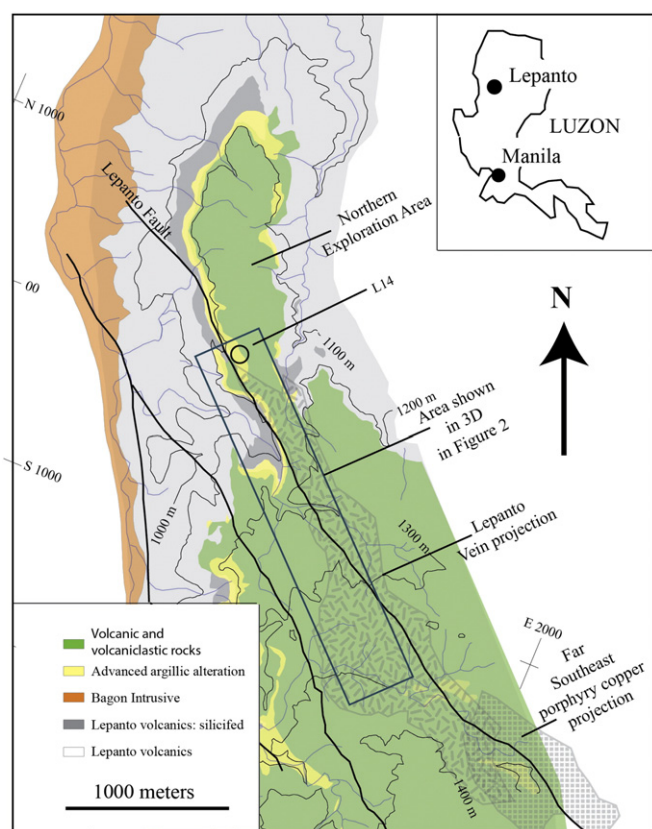 N 1000
00
S 1000
Lepanto Fault
Lepanto
LUZON
Manila
Northern
Exploration Area
L14
N
1100 m
1200 m
Area shown
in 3D
in Figure 2
1000 m
1300 m
Lepanto
Vein projection
E 2000
Far
Southeast
porphyry copper
projection
1400 m
Volcanic and
volcaniclastic rocks
Advanced argillic alteration
Bagon Intrusive
Lepanto volcanics: silicifed
Lepanto volcanics
1000 meters